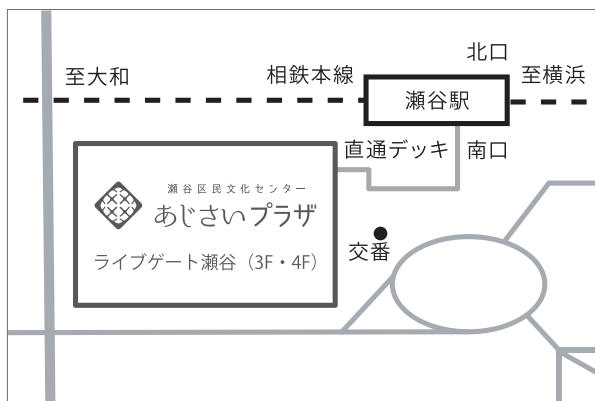 北口
至大和
相鉄本線
至横浜
瀬谷駅
直通デッキ
南口
瀬谷区民文化センター
あじさいプラザ
ライブゲート瀬谷（3F・4F）
交番